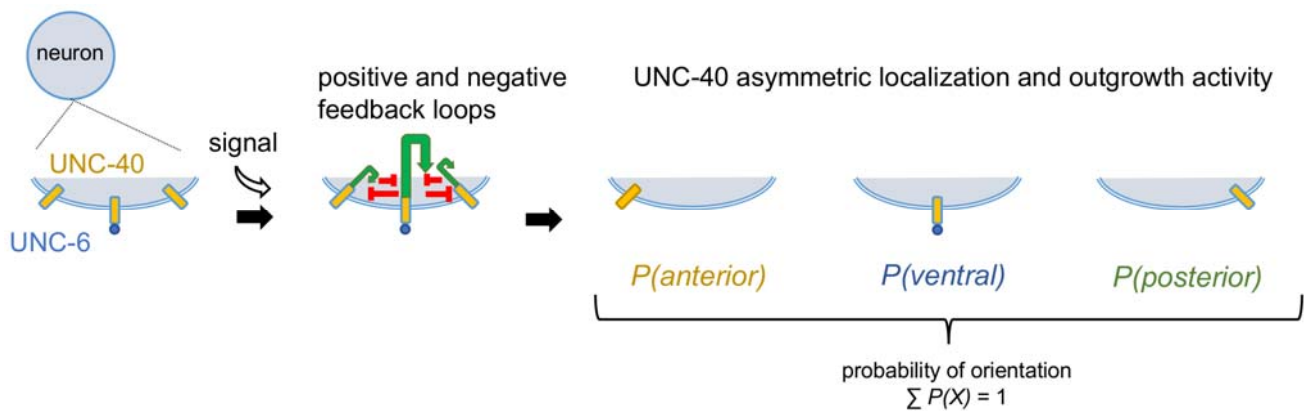 neuron
UNC-40
UNC-6
signal
positive and negative
feedback loops
UNC-40 asymmetric localization and outgrowth activity
P(anterior)
P(ventral)
P(posterior)
probability of orientation
∑ P(X) = 1